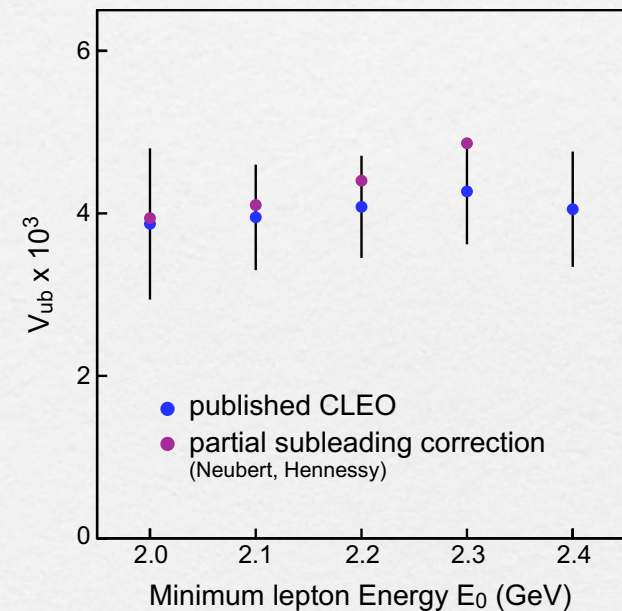 6
4
2
0
V_ub x 10³
published CLEO
partial subleading correction
(Neubert, Hennessy)
2.0 2.1 2.2 2.3 2.4
Minimum lepton Energy E₀ (GeV)